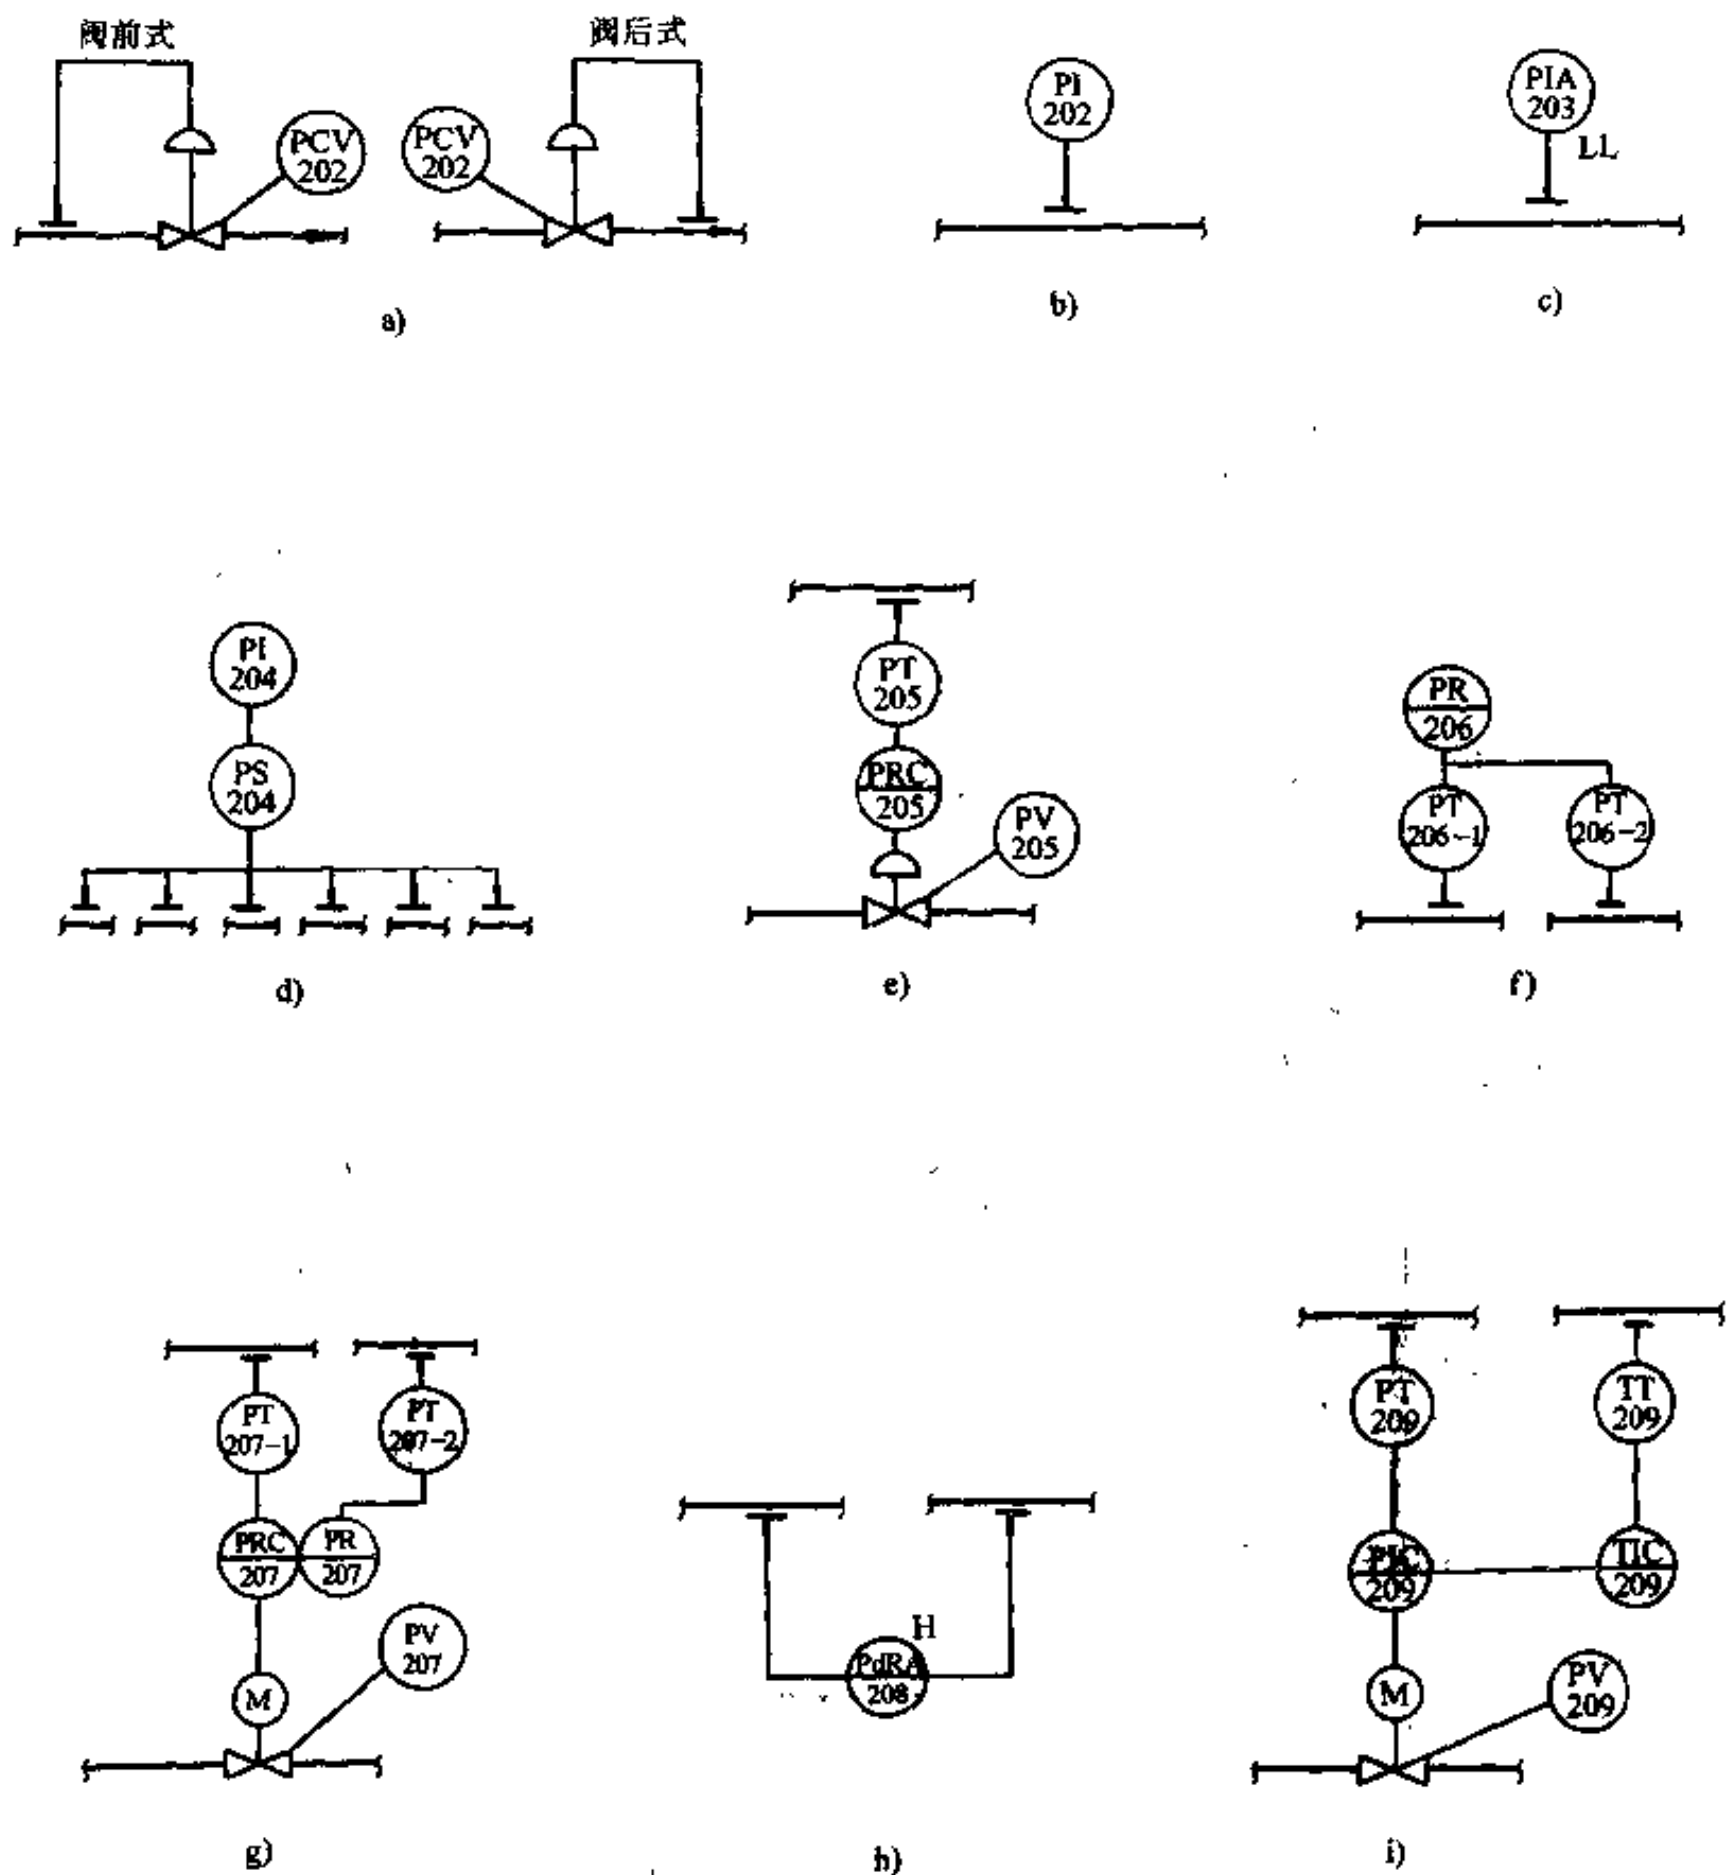 阀前式
阀后式
PCV
202
PCV
202
PI
202
PIA
203
LL
a)
b)
c)
PI
204
PS
204
d)
PT
205
PRC
205
PV
205
e)
PR
206
PT
206-1
PT
206-2
f)
PT
207-1
PT
207-2
PRC
207
PR
207
PV
207
M
g)
H
PdRA
208
h)
PT
209
TT
209
PIC
209
TIC
209
M
PV
209
i)